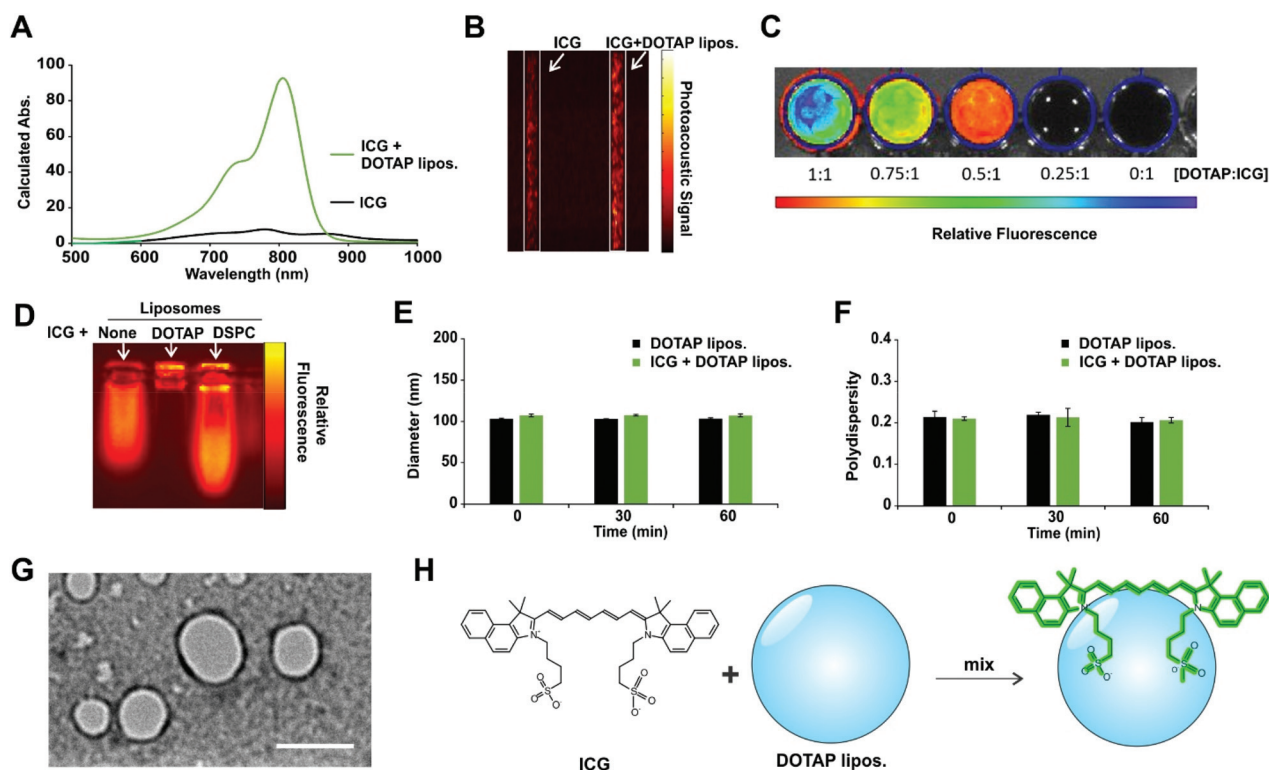 A
Calculated Abs.
100
80
60
40
20
0
500 600 700 800 900 1000
Wavelength (nm)
ICG +
DOTAP lipos.
ICG
B
ICG ICG+DOTAP lipos.
Photoacoustic Signal
C
1:1 0.75:1 0.5:1 0.25:1 0:1 [DOTAP:ICG]
Relative Fluorescence
D
Liposomes
ICG + None DOTAP DSPC
Relative
Fluorescence
E
DOTAP lipos.
ICG + DOTAP lipos.
Diameter (nm)
200
150
100
50
0
0 30 60
Time (min)
F
DOTAP lipos.
ICG + DOTAP lipos.
Polydispersity
0.4
0.3
0.2
0.1
0
0 30 60
Time (min)
G
H
N+ N
O S O O-
O S O O-
ICG
+
DOTAP lipos.
mix
N N
O S O O-
O S O